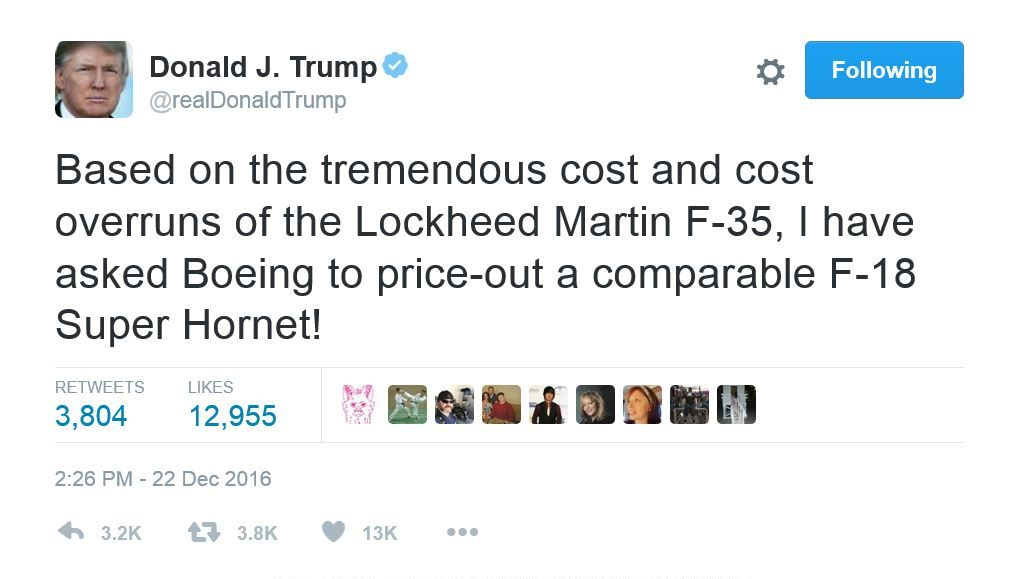 Donald J. Trump
@realDonaldTrump
Following
Based on the tremendous cost and cost
overruns of the Lockheed Martin F-35, I have
asked Boeing to price-out a comparable F-18
Super Hornet!
RETWEETS LIKES
3,804 12,955
2:26 PM - 22 Dec 2016
3.2K 3.8K 13K